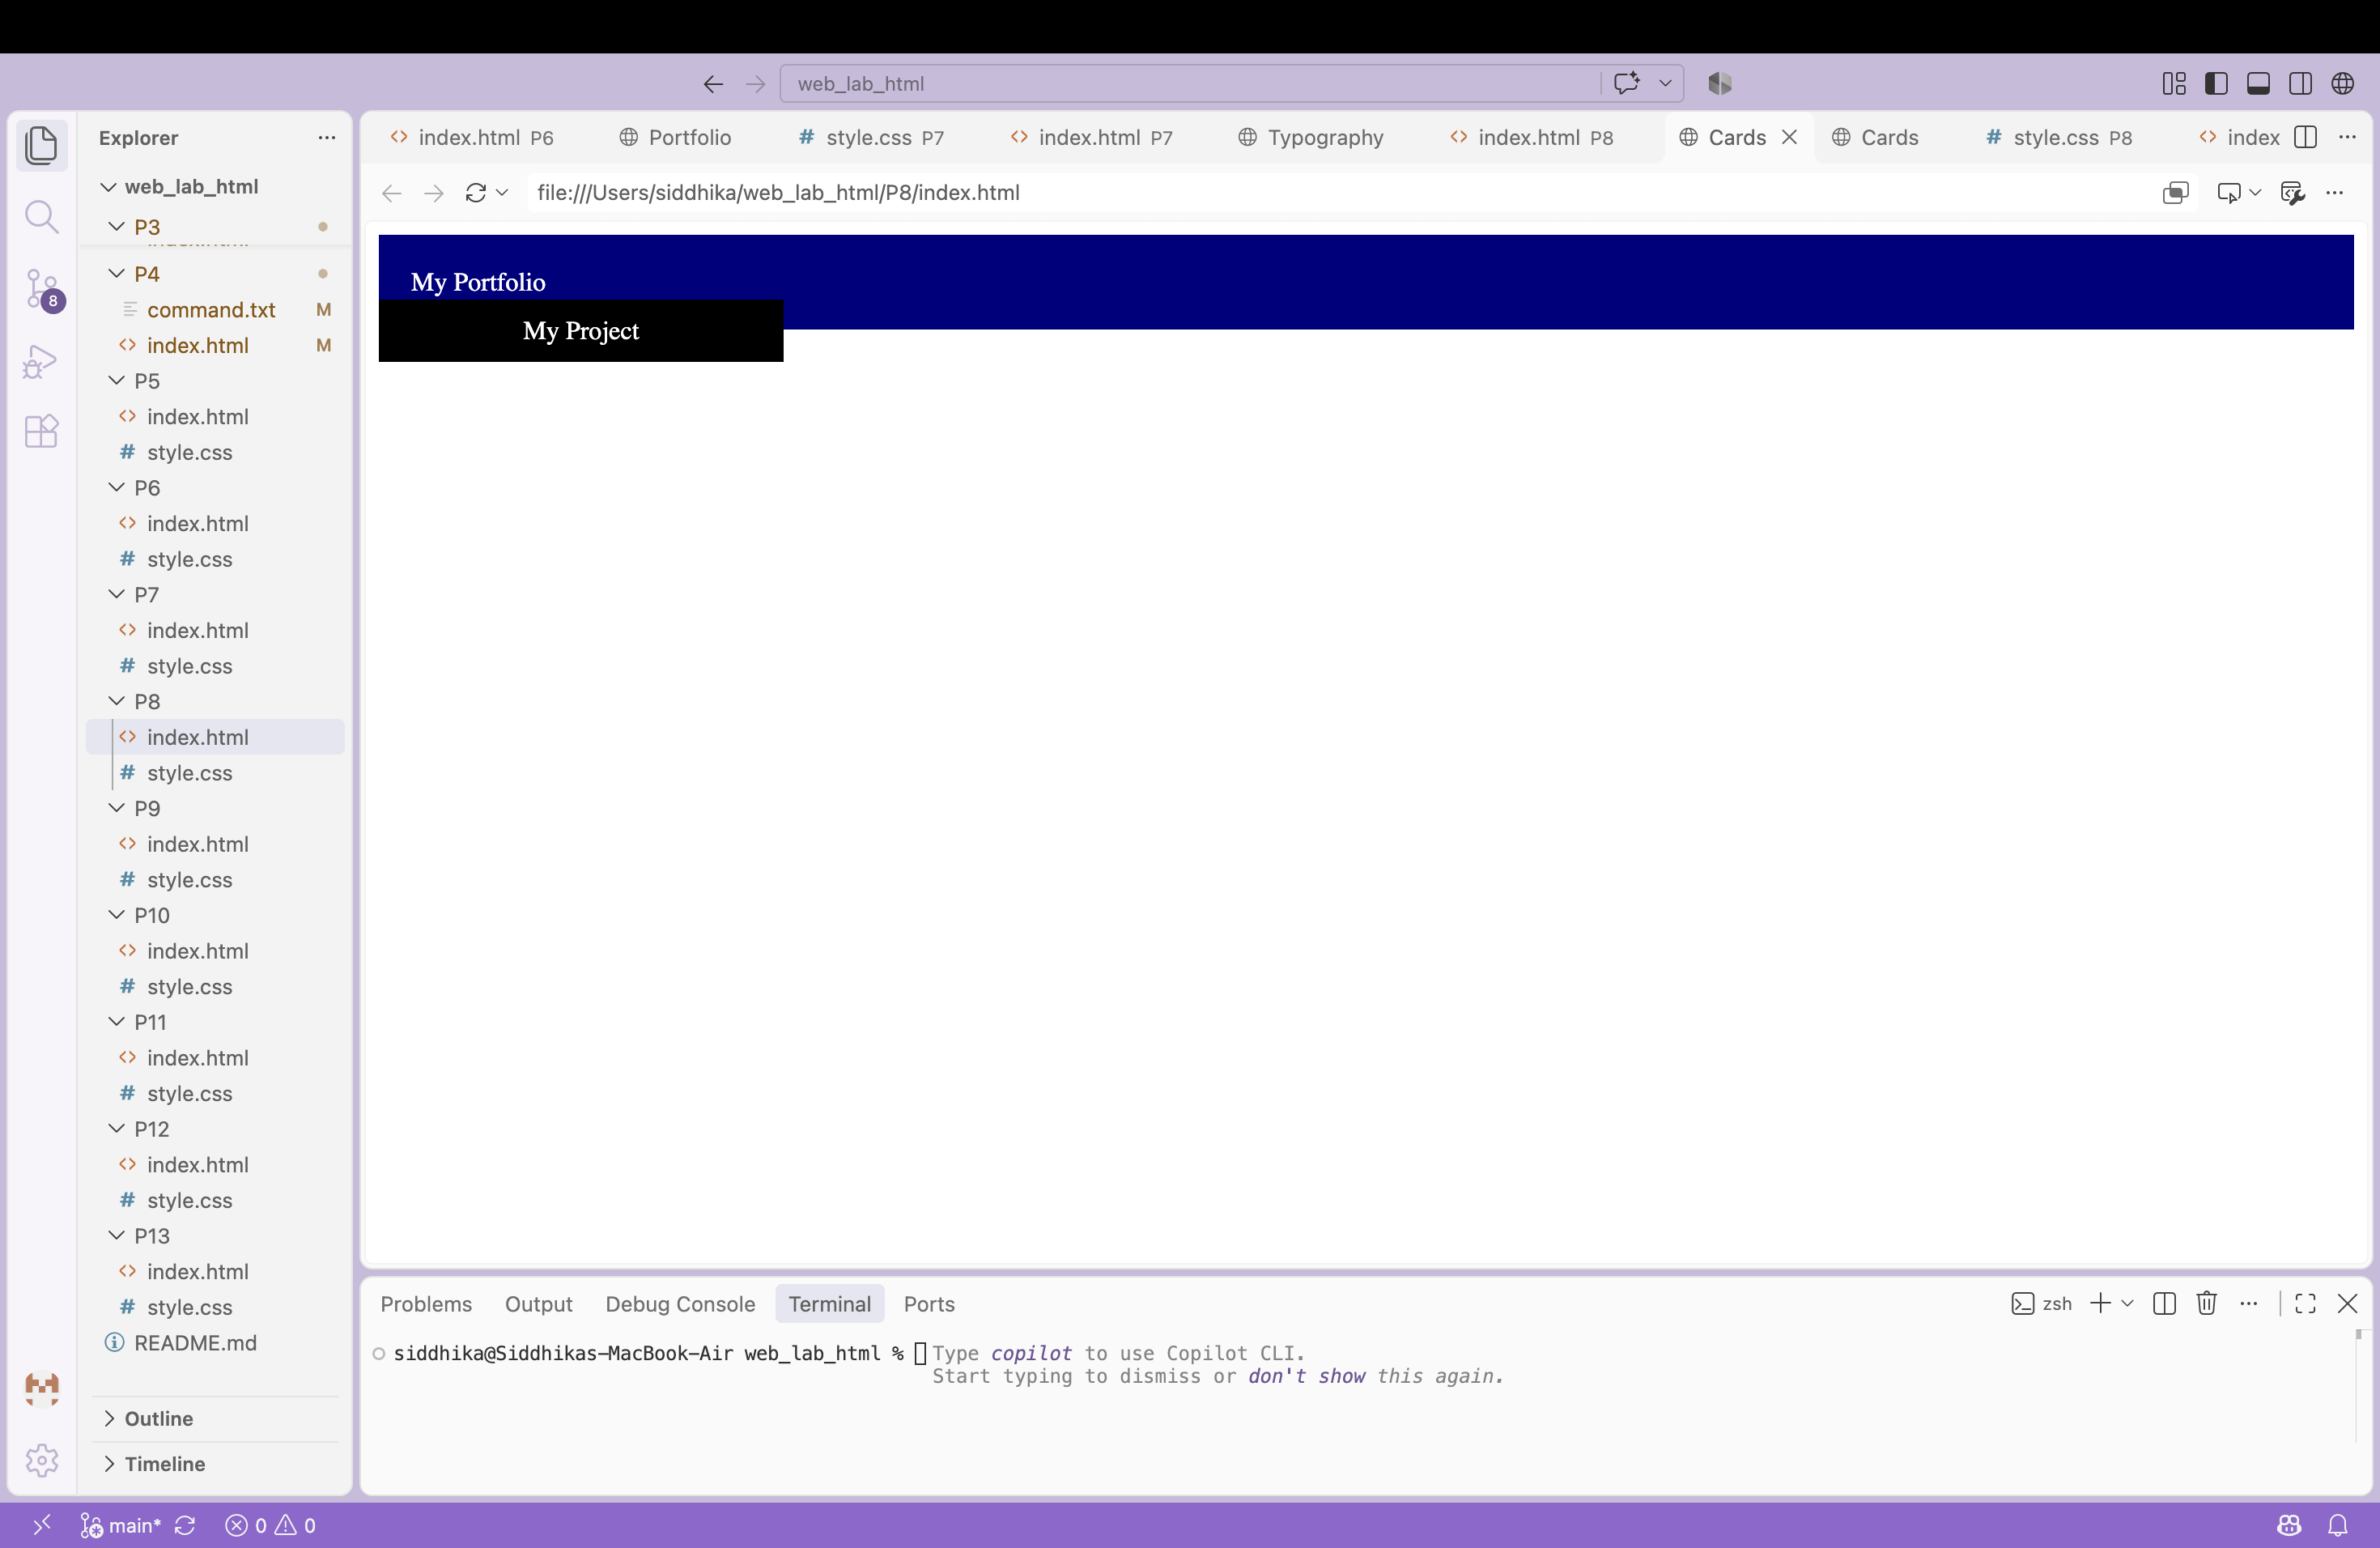 web_lab_html
Explorer
web_lab_html
P3
P4
command.txt M
index.html M
P5
index.html
style.css
P6
index.html
style.css
P7
index.html
style.css
P8
index.html
style.css
P9
index.html
style.css
P10
index.html
style.css
P11
index.html
style.css
P12
index.html
style.css
P13
index.html
style.css
README.md
Outline
Timeline
8
index.html P6 Portfolio style.css P7 index.html P7 Typography index.html P8 Cards Cards style.css P8 index
file:///Users/siddhika/web_lab_html/P8/index.html
My Portfolio
My Project
Problems Output Debug Console Terminal Ports zsh
siddhika@Siddhikas-MacBook-Air web_lab_html % Type copilot to use Copilot CLI.
Start typing to dismiss or don't show this again.
main* 0 0